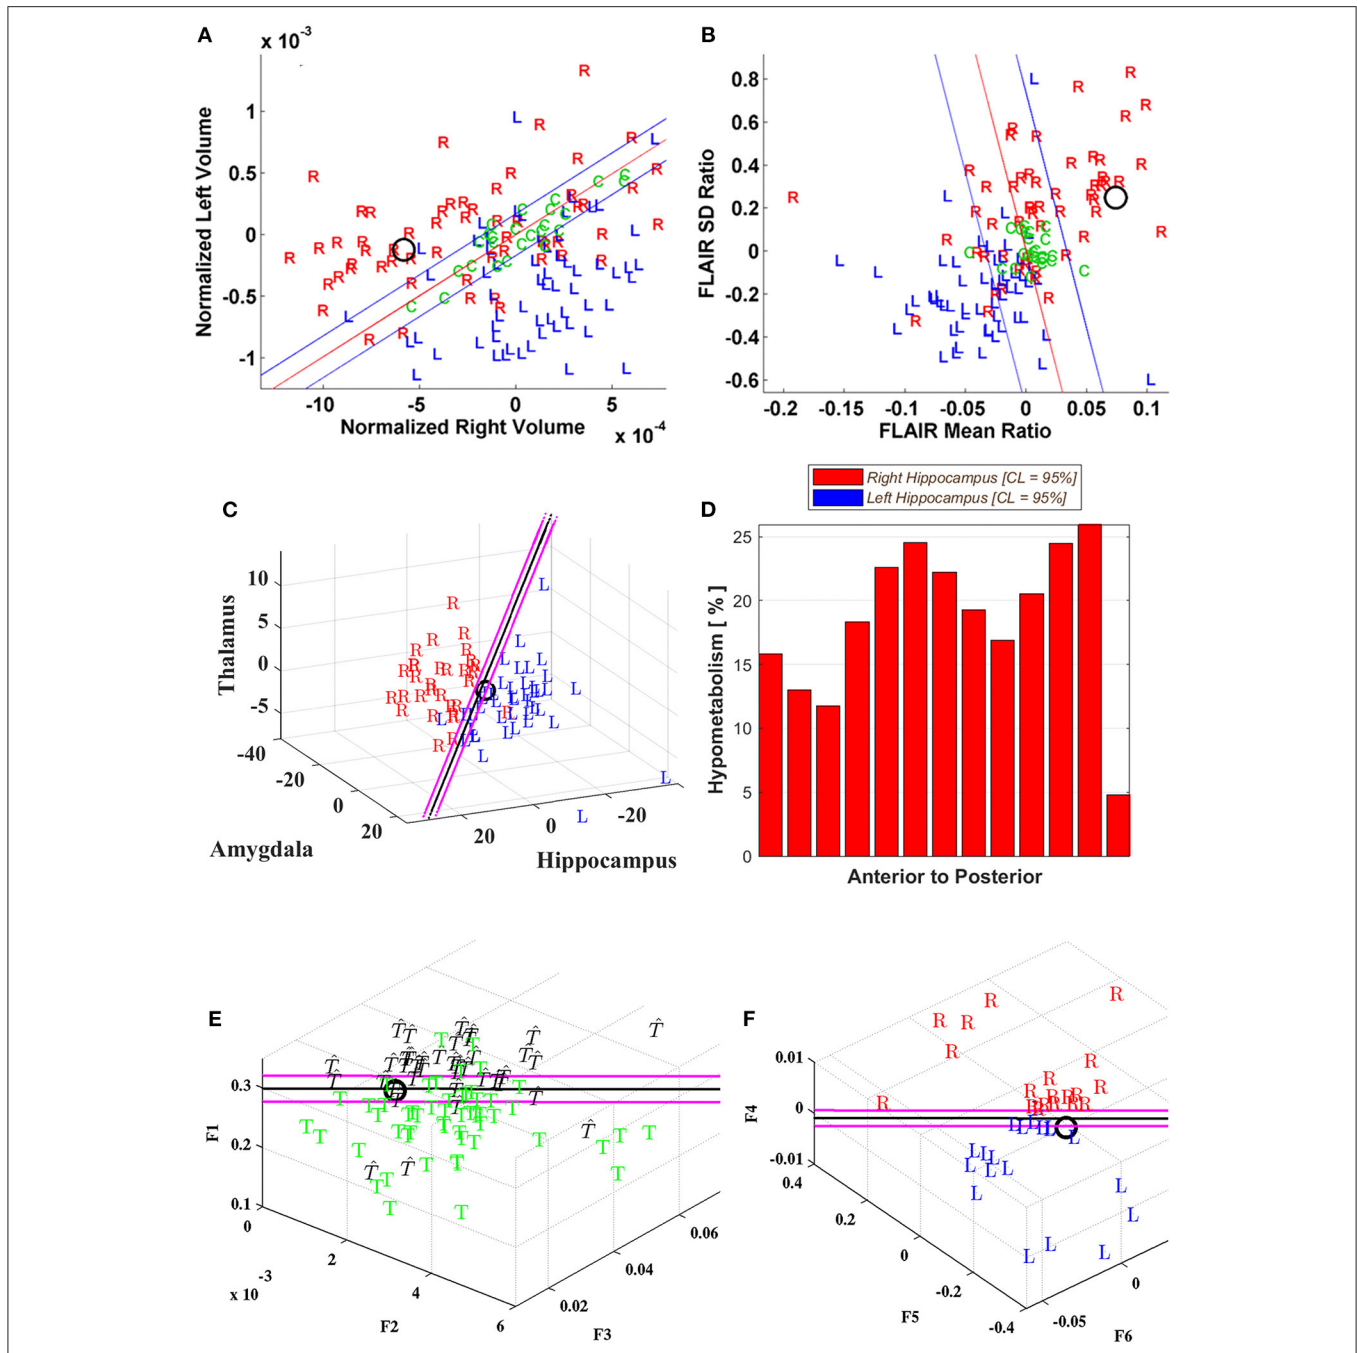 A
x 10⁻³
1
0.5
0
-0.5
-1
Normalized Left Volume
-10 -5 0 5
Normalized Right Volume
x 10⁻⁴
B
0.8
0.6
0.4
0.2
0
-0.2
-0.4
-0.6
FLAIR SD Ratio
-0.2 -0.15 -0.1 -0.05 0 0.05 0.1
FLAIR Mean Ratio
Right Hippocampus [CL = 95%]
Left Hippocampus [CL = 95%]
C
10
5
0
-5
Thalamus
-40
-20
0
20
Amygdala
20 0 -20
Hippocampus
D
25
20
15
10
5
0
Hypometabolism [ % ]
Anterior to Posterior
E
0.3
0.2
0.1
F1
0
2
4
6
x 10⁻³
F2
0.02
0.04
0.06
F3
F
0.01
0
-0.01
F4
0.4
0.2
0
-0.2
-0.4
F5
-0.05
0
F6